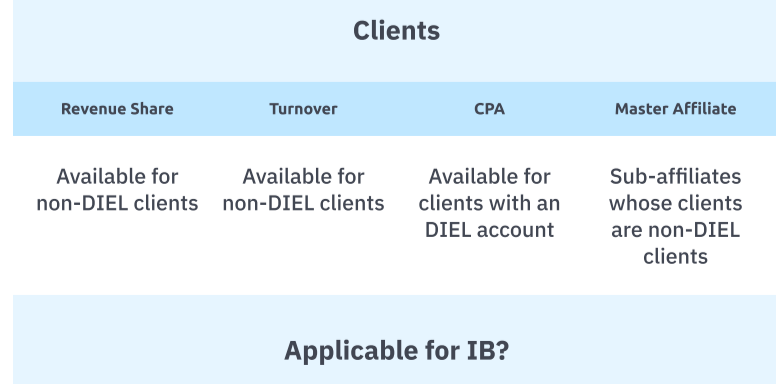 Clients
Revenue Share Turnover CPA Master Affiliate
Available for Available for Available for Sub-affiliates
non-DIEL clients non-DIEL clients clients with an whose clients
DIEL account are non-DIEL
clients
Applicable for IB?